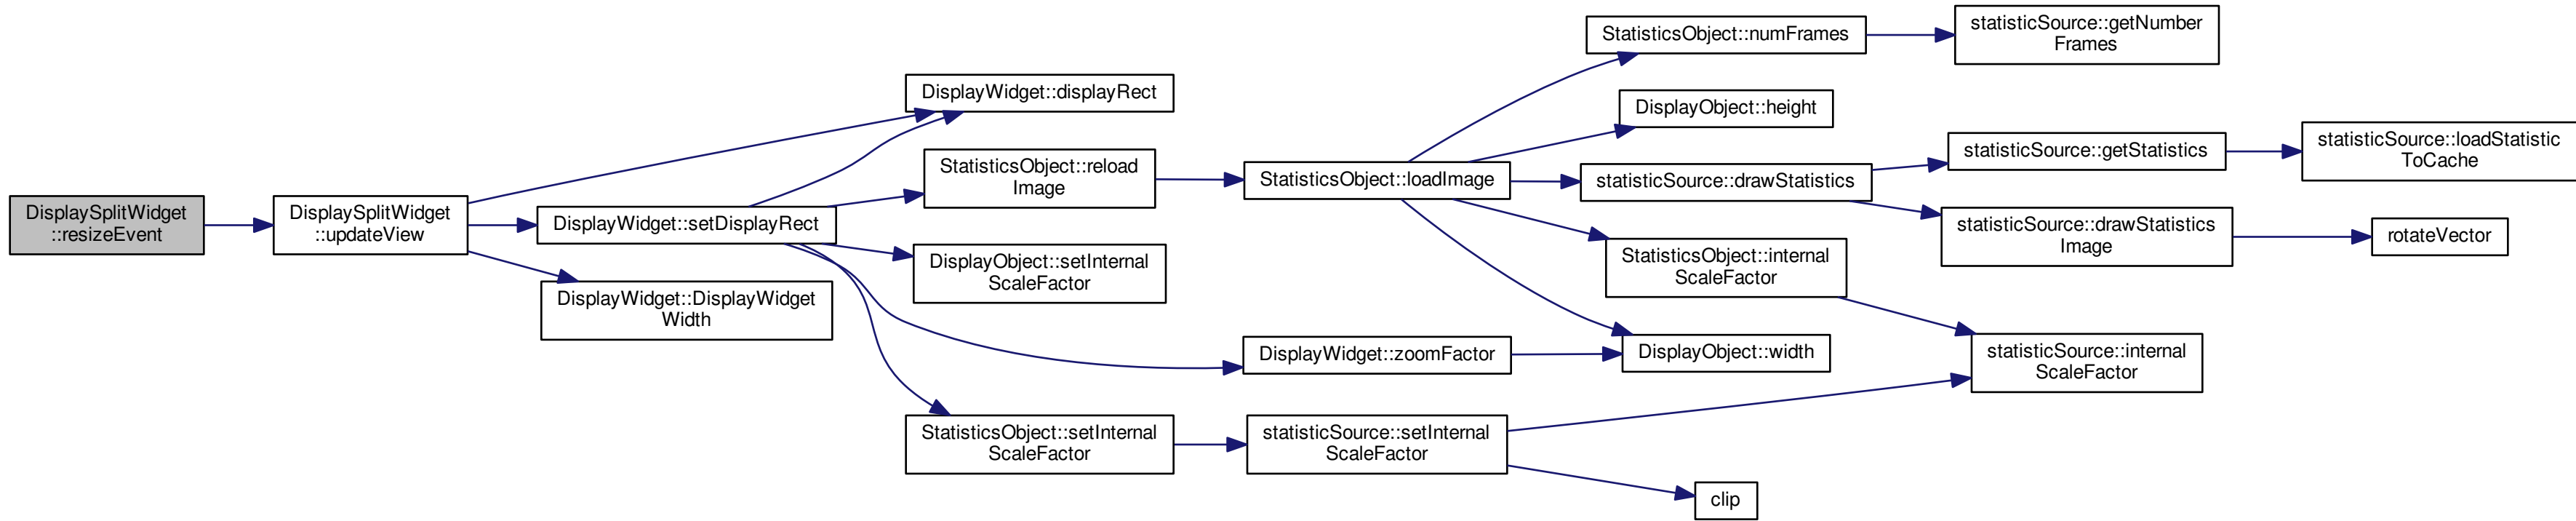 DisplaySplitWidget
::resizeEvent
DisplaySplitWidget
::updateView
DisplayWidget::displayRect
DisplayWidget::setDisplayRect
DisplayWidget::DisplayWidget
Width
StatisticsObject::reload
Image
DisplayObject::setInternal
ScaleFactor
DisplayWidget::zoomFactor
StatisticsObject::setInternal
ScaleFactor
StatisticsObject::loadImage
statisticSource::setInternal
ScaleFactor
StatisticsObject::numFrames
DisplayObject::height
statisticSource::drawStatistics
StatisticsObject::internal
ScaleFactor
DisplayObject::width
clip
statisticSource::getNumber
Frames
statisticSource::getStatistics
statisticSource::drawStatistics
Image
statisticSource::internal
ScaleFactor
statisticSource::loadStatistic
ToCache
rotateVector